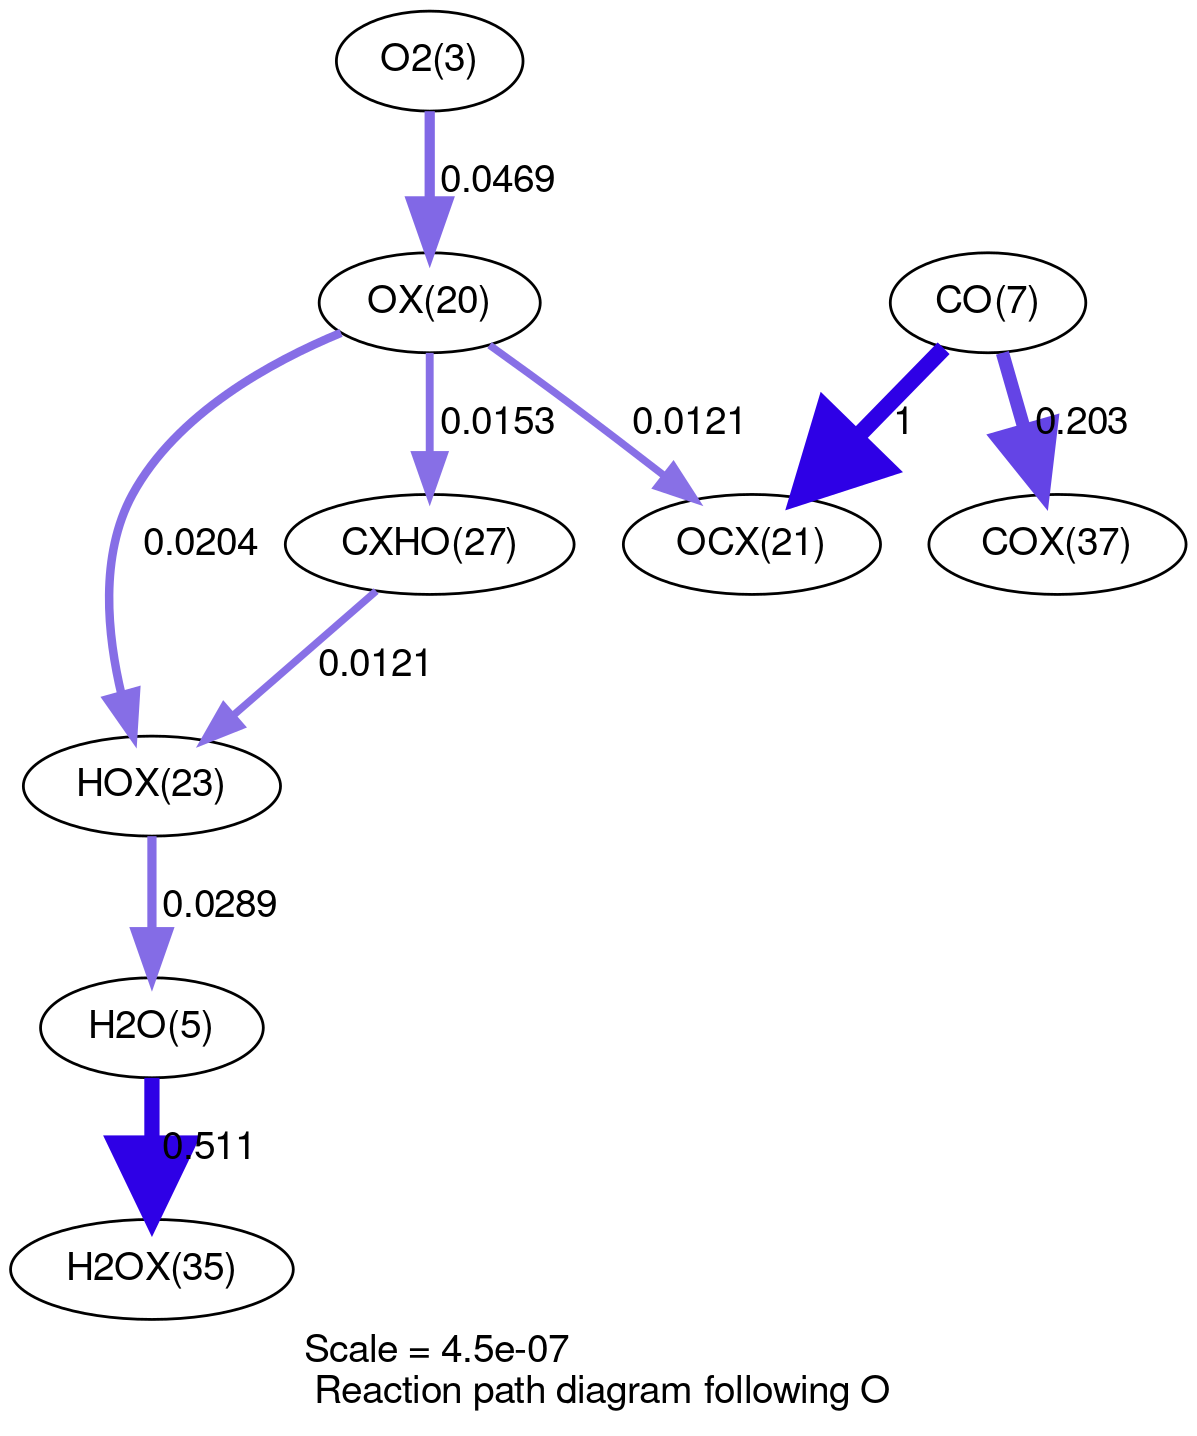 O2(3)
0.0469
OX(20)
CO(7)
0.0153
0.0121
1
0.203
0.0204
CXHO(27)
OCX(21)
COX(37)
0.0121
HOX(23)
0.0289
H2O(5)
0.511
H2OX(35)
Scale = 4.5e-07
Reaction path diagram following O